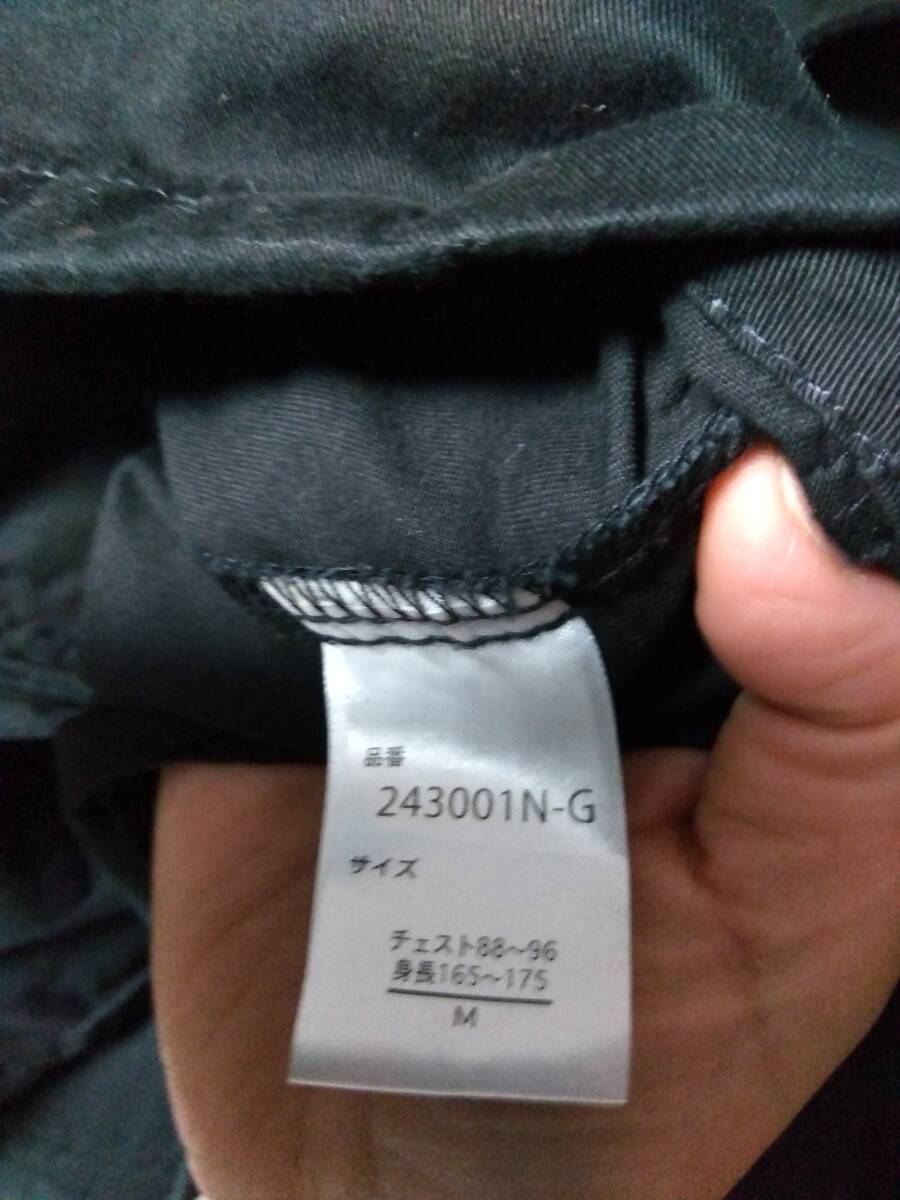 品番
243001N-G
サイズ
チェスト88～96
身長165～175
M